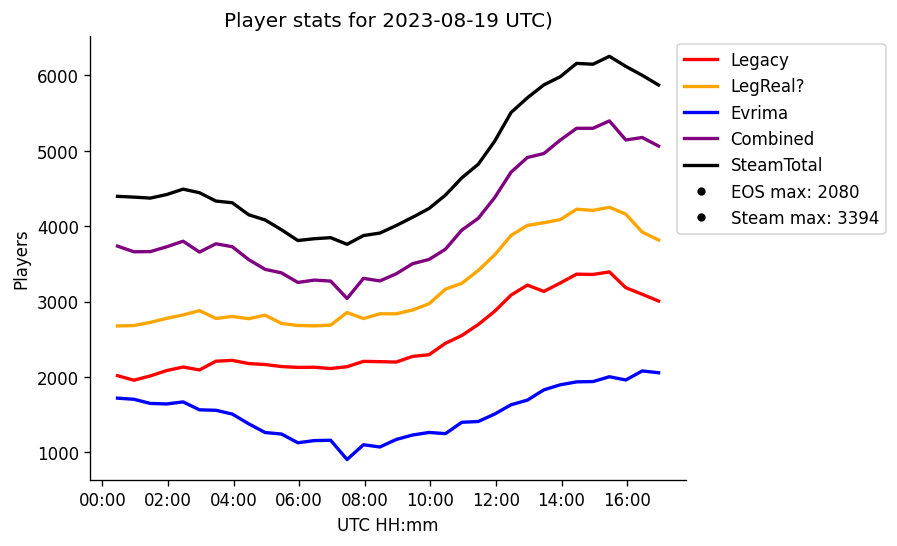 Player stats for 2023-08-19 UTC)
6000
5000
4000
3000
2000
1000
Players
00:00 02:00 04:00 06:00 08:00 10:00 12:00 14:00 16:00
UTC HH:mm
Legacy
LegReal?
Evrima
Combined
SteamTotal
EOS max: 2080
Steam max: 3394